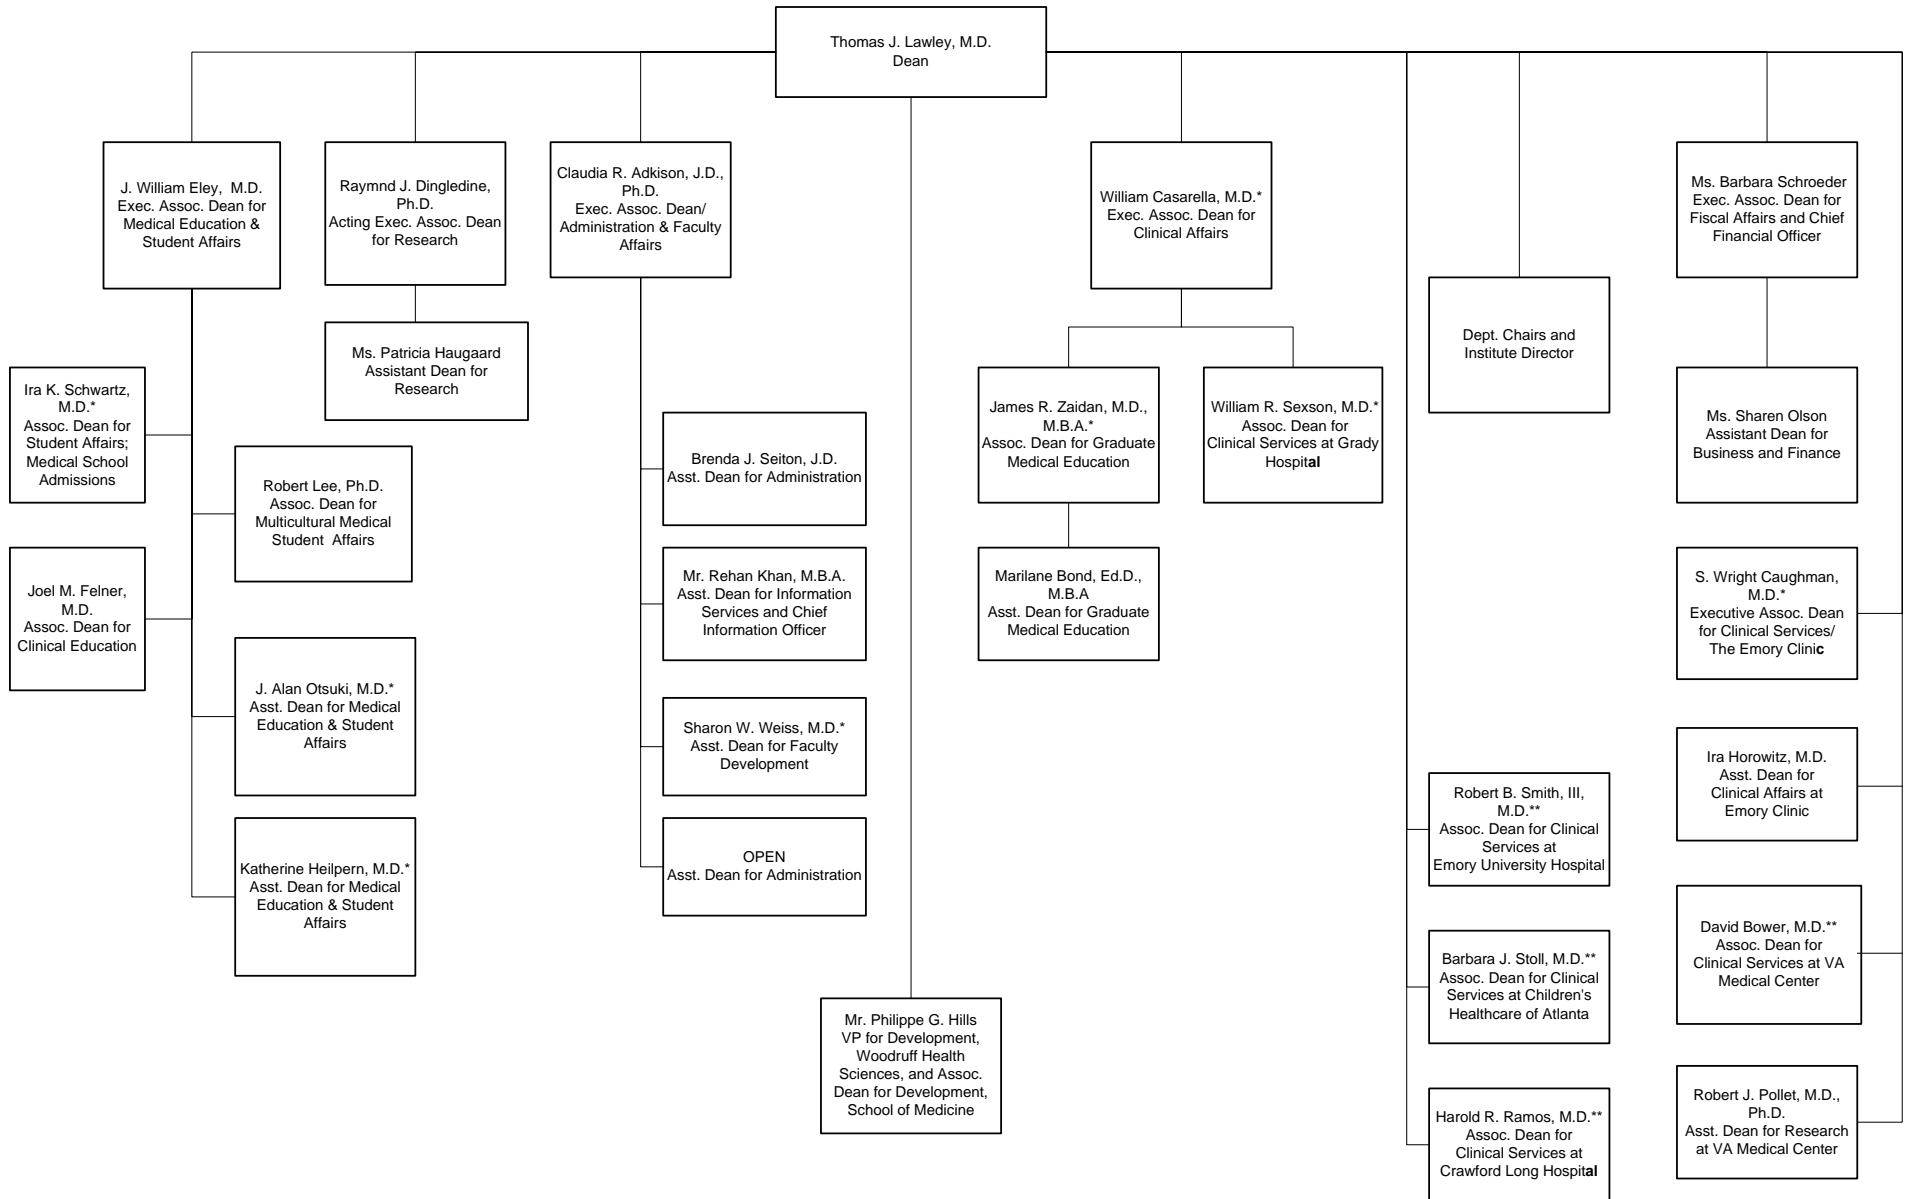 Thomas J. Lawley, M.D.
Dean
J. William Eley, M.D.
Exec. Assoc. Dean for
Medical Education &
Student Affairs
Raymnd J. Dingledine,
Ph.D.
Acting Exec. Assoc. Dean
for Research
Claudia R. Adkison, J.D.,
Ph.D.
Exec. Assoc. Dean/
Administration & Faculty
Affairs
William Casarella, M.D.*
Exec. Assoc. Dean for
Clinical Affairs
Ms. Barbara Schroeder
Exec. Assoc. Dean for
Fiscal Affairs and Chief
Financial Officer
Dept. Chairs and
Institute Director
Ms. Patricia Haugaard
Assistant Dean for
Research
Ira K. Schwartz,
M.D.*
Assoc. Dean for
Student Affairs;
Medical School
Admissions
Robert Lee, Ph.D.
Assoc. Dean for
Multicultural Medical
Student Affairs
Joel M. Felner,
M.D.
Assoc. Dean for
Clinical Education
J. Alan Otsuki, M.D.*
Asst. Dean for Medical
Education & Student
Affairs
Katherine Heilpern, M.D.*
Asst. Dean for Medical
Education & Student
Affairs
Brenda J. Seiton, J.D.
Asst. Dean for Administration
Mr. Rehan Khan, M.B.A.
Asst. Dean for Information
Services and Chief
Information Officer
Sharon W. Weiss, M.D.*
Asst. Dean for Faculty
Development
OPEN
Asst. Dean for Administration
Mr. Philippe G. Hills
VP for Development,
Woodruff Health
Sciences, and Assoc.
Dean for Development,
School of Medicine
James R. Zaidan, M.D.,
M.B.A.*
Assoc. Dean for Graduate
Medical Education
William R. Sexson, M.D.*
Assoc. Dean for
Clinical Services at Grady
Hospital
Marilane Bond, Ed.D.,
M.B.A
Asst. Dean for Graduate
Medical Education
Robert B. Smith, III,
M.D.**
Assoc. Dean for Clinical
Services at
Emory University Hospital
Barbara J. Stoll, M.D.**
Assoc. Dean for Clinical
Services at Children's
Healthcare of Atlanta
Harold R. Ramos, M.D.**
Assoc. Dean for
Clinical Services at
Crawford Long Hospital
Ms. Sharen Olson
Assistant Dean for
Business and Finance
S. Wright Caughman,
M.D.*
Executive Assoc. Dean
for Clinical Services/
The Emory Clinic
Ira Horowitz, M.D.
Asst. Dean for
Clinical Affairs at
Emory Clinic
David Bower, M.D.**
Assoc. Dean for
Clinical Services at VA
Medical Center
Robert J. Pollet, M.D.,
Ph.D.
Asst. Dean for Research
at VA Medical Center